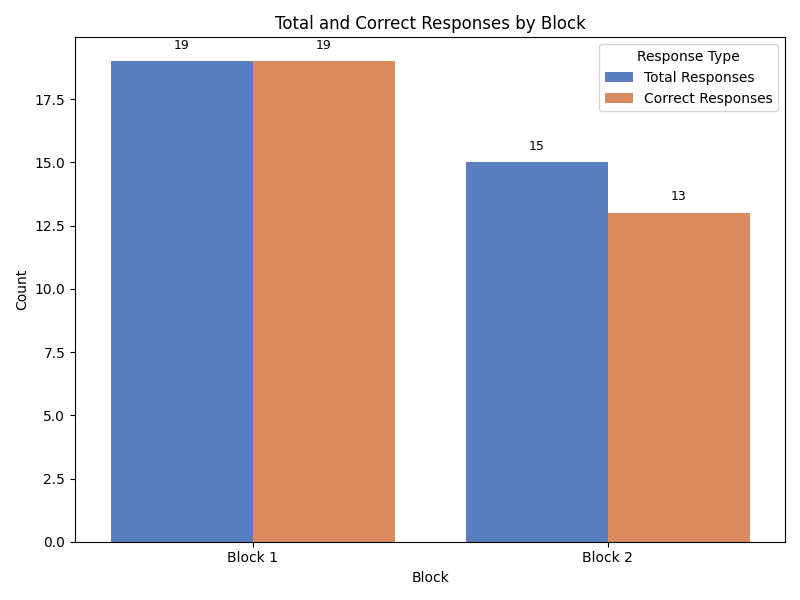 Total and Correct Responses by Block
19
19
15
13
Response Type
Total Responses
Correct Responses
17.5
15.0
12.5
10.0
7.5
5.0
2.5
0.0
Count
Block 1
Block 2
Block